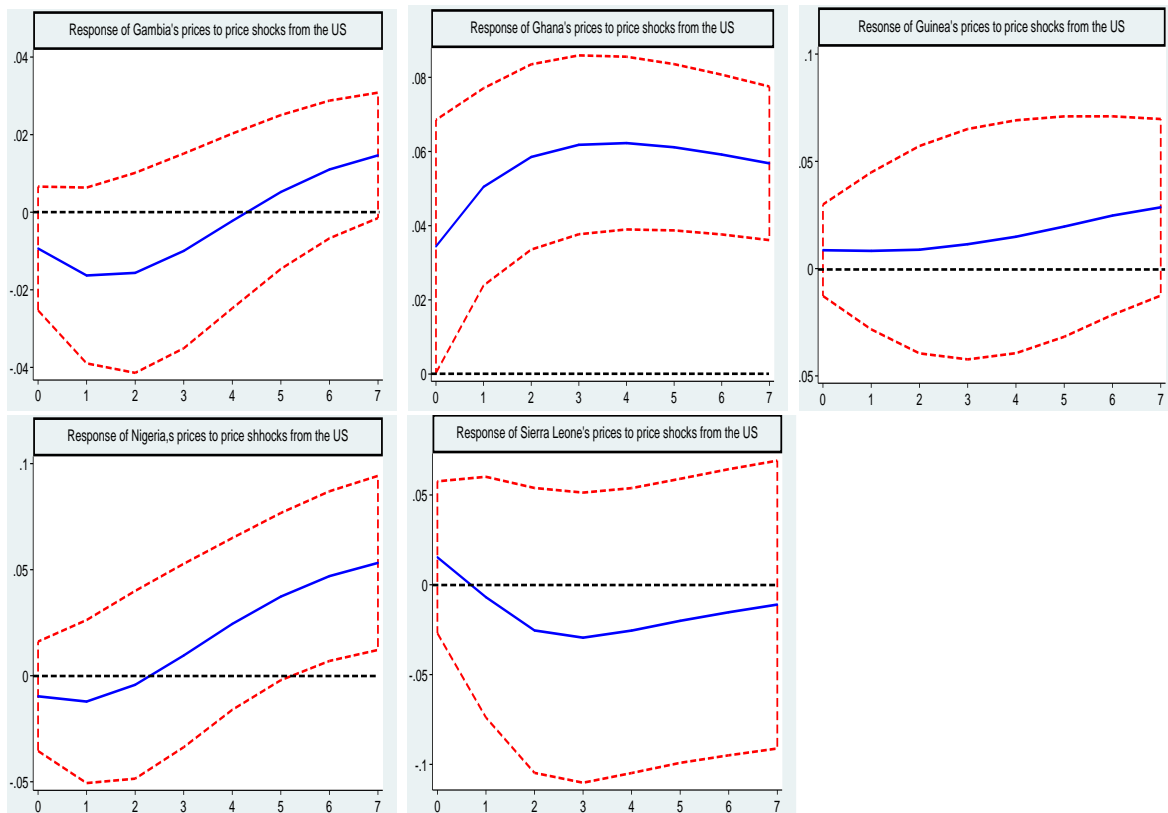 Response of Gambia's prices to price shocks from the US
.04
.02
0
-.02
-.04
0 1 2 3 4 5 6 7
Response of Ghana's prices to price shocks from the US
.08
.06
.04
.02
0
0 1 2 3 4 5 6 7
Resonse of Guinea's prices to price shocks from the US
.1
.05
0
.05
0 1 2 3 4 5 6 7
Response of Nigeria,s prices to price shhocks from the US
.1
.05
0
-.05
0 1 2 3 4 5 6 7
Response of Sierra Leone's prices to price shocks from the US
.05
0
-.05
-.1
0 1 2 3 4 5 6 7